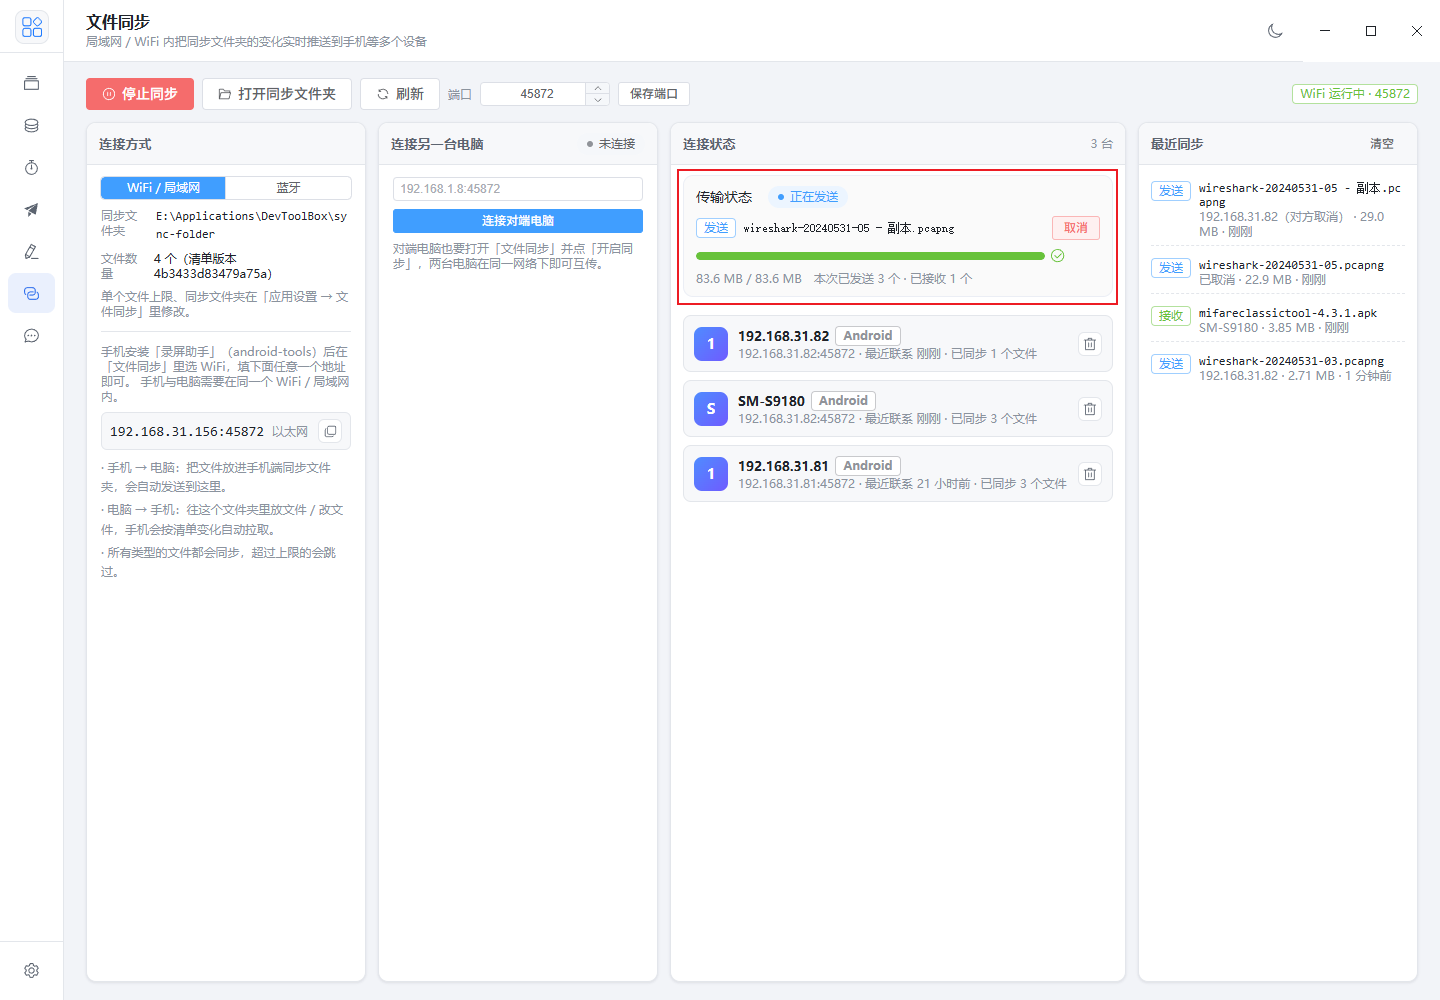 文件同步
局域网 / WiFi 内把同步文件夹的变化实时推送到手机等多个设备
停止同步
打开同步文件夹
刷新
端口
45872
保存端口
WiFi 运行中 · 45872
连接方式
WiFi / 局域网
蓝牙
同步文件夹
E:\Applications\DevToolBox\sy
nc-folder
文件数量
4 个（清单版本
4b3433d83479a75a）
单个文件上限、同步文件夹在「应用设置 → 文
件同步」里修改。
手机安装「录屏助手」（android-tools）后在
「文件同步」里选 WiFi，填下面任意一个地址
即可。 手机与电脑需要在同一个 WiFi / 局域网
内。
192.168.31.156:45872 以太网
· 手机 → 电脑：把文件放进手机端同步文件
夹，会自动发送到这里。
· 电脑 → 手机：往这个文件夹里放文件 / 改文
件，手机会按清单变化自动拉取。
· 所有类型的文件都会同步，超过上限的会跳
过。
连接另一台电脑
未连接
192.168.1.8:45872
连接对端电脑
对端电脑也要打开「文件同步」并点「开启同
步」，两台电脑在同一网络下即可互传。
连接状态
3 台
传输状态
正在发送
发送 wireshark-20240531-05 - 副本.pcapng
取消
83.6 MB / 83.6 MB 本次已发送 3 个 · 已接收 1 个
1
192.168.31.82 Android
192.168.31.82:45872 · 最近联系 刚刚 · 已同步 1 个文件
S
SM-S9180 Android
192.168.31.82:45872 · 最近联系 刚刚 · 已同步 3 个文件
1
192.168.31.81 Android
192.168.31.81:45872 · 最近联系 21 小时前 · 已同步 3 个文件
最近同步
清空
发送 wireshark-20240531-05 - 副本.pc
apng
192.168.31.82（对方取消） · 29.0
MB · 刚刚
发送 wireshark-20240531-05.pcapng
已取消 · 22.9 MB · 刚刚
接收 mifareclassictool-4.3.1.apk
SM-S9180 · 3.85 MB · 刚刚
发送 wireshark-20240531-03.pcapng
192.168.31.82 · 2.71 MB · 1 分钟前